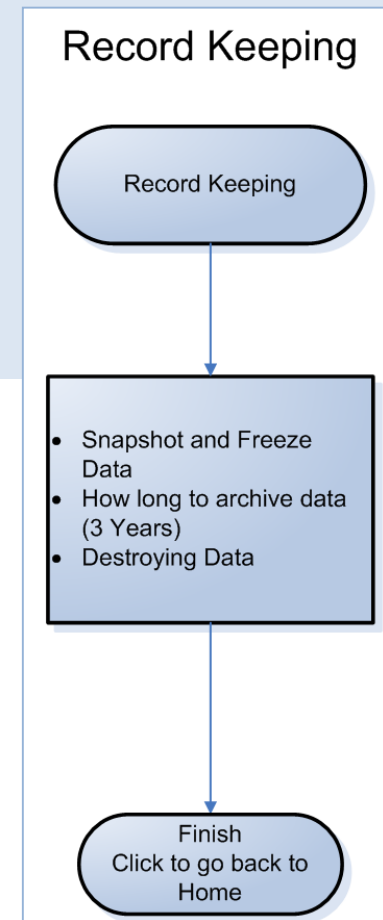 Record Keeping
Record Keeping
• Snapshot and Freeze
Data
• How long to archive data
(3 Years)
• Destroying Data
Finish
Click to go back to
Home